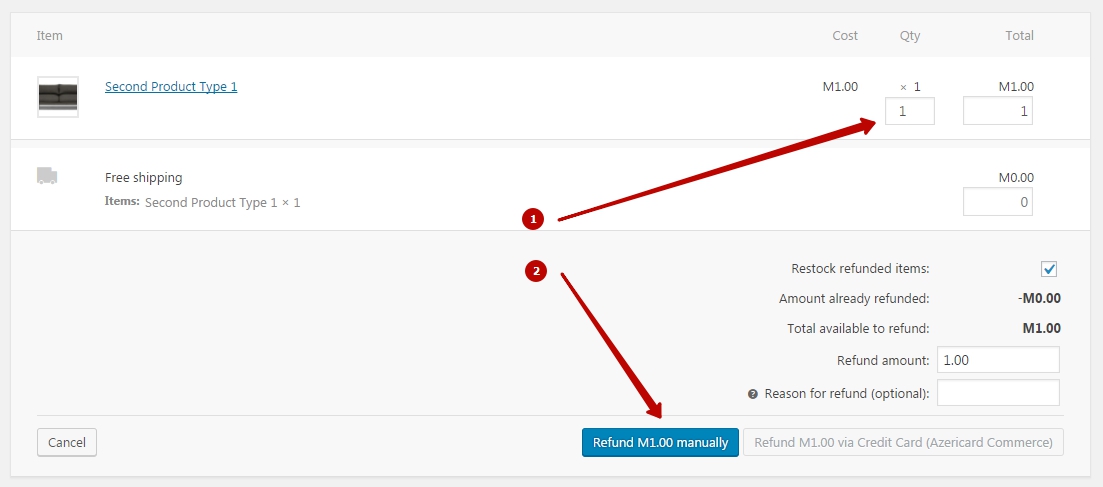 Item Cost Qty Total
Second Product Type 1 M1.00 × 1 M1.00
1 1
Free shipping M0.00
Items: Second Product Type 1 × 1 0
1
2
Restock refunded items:
Amount already refunded: -M0.00
Total available to refund: M1.00
Refund amount: 1.00
? Reason for refund (optional):
Cancel Refund M1.00 manually Refund M1.00 via Credit Card (Azericard Commerce)